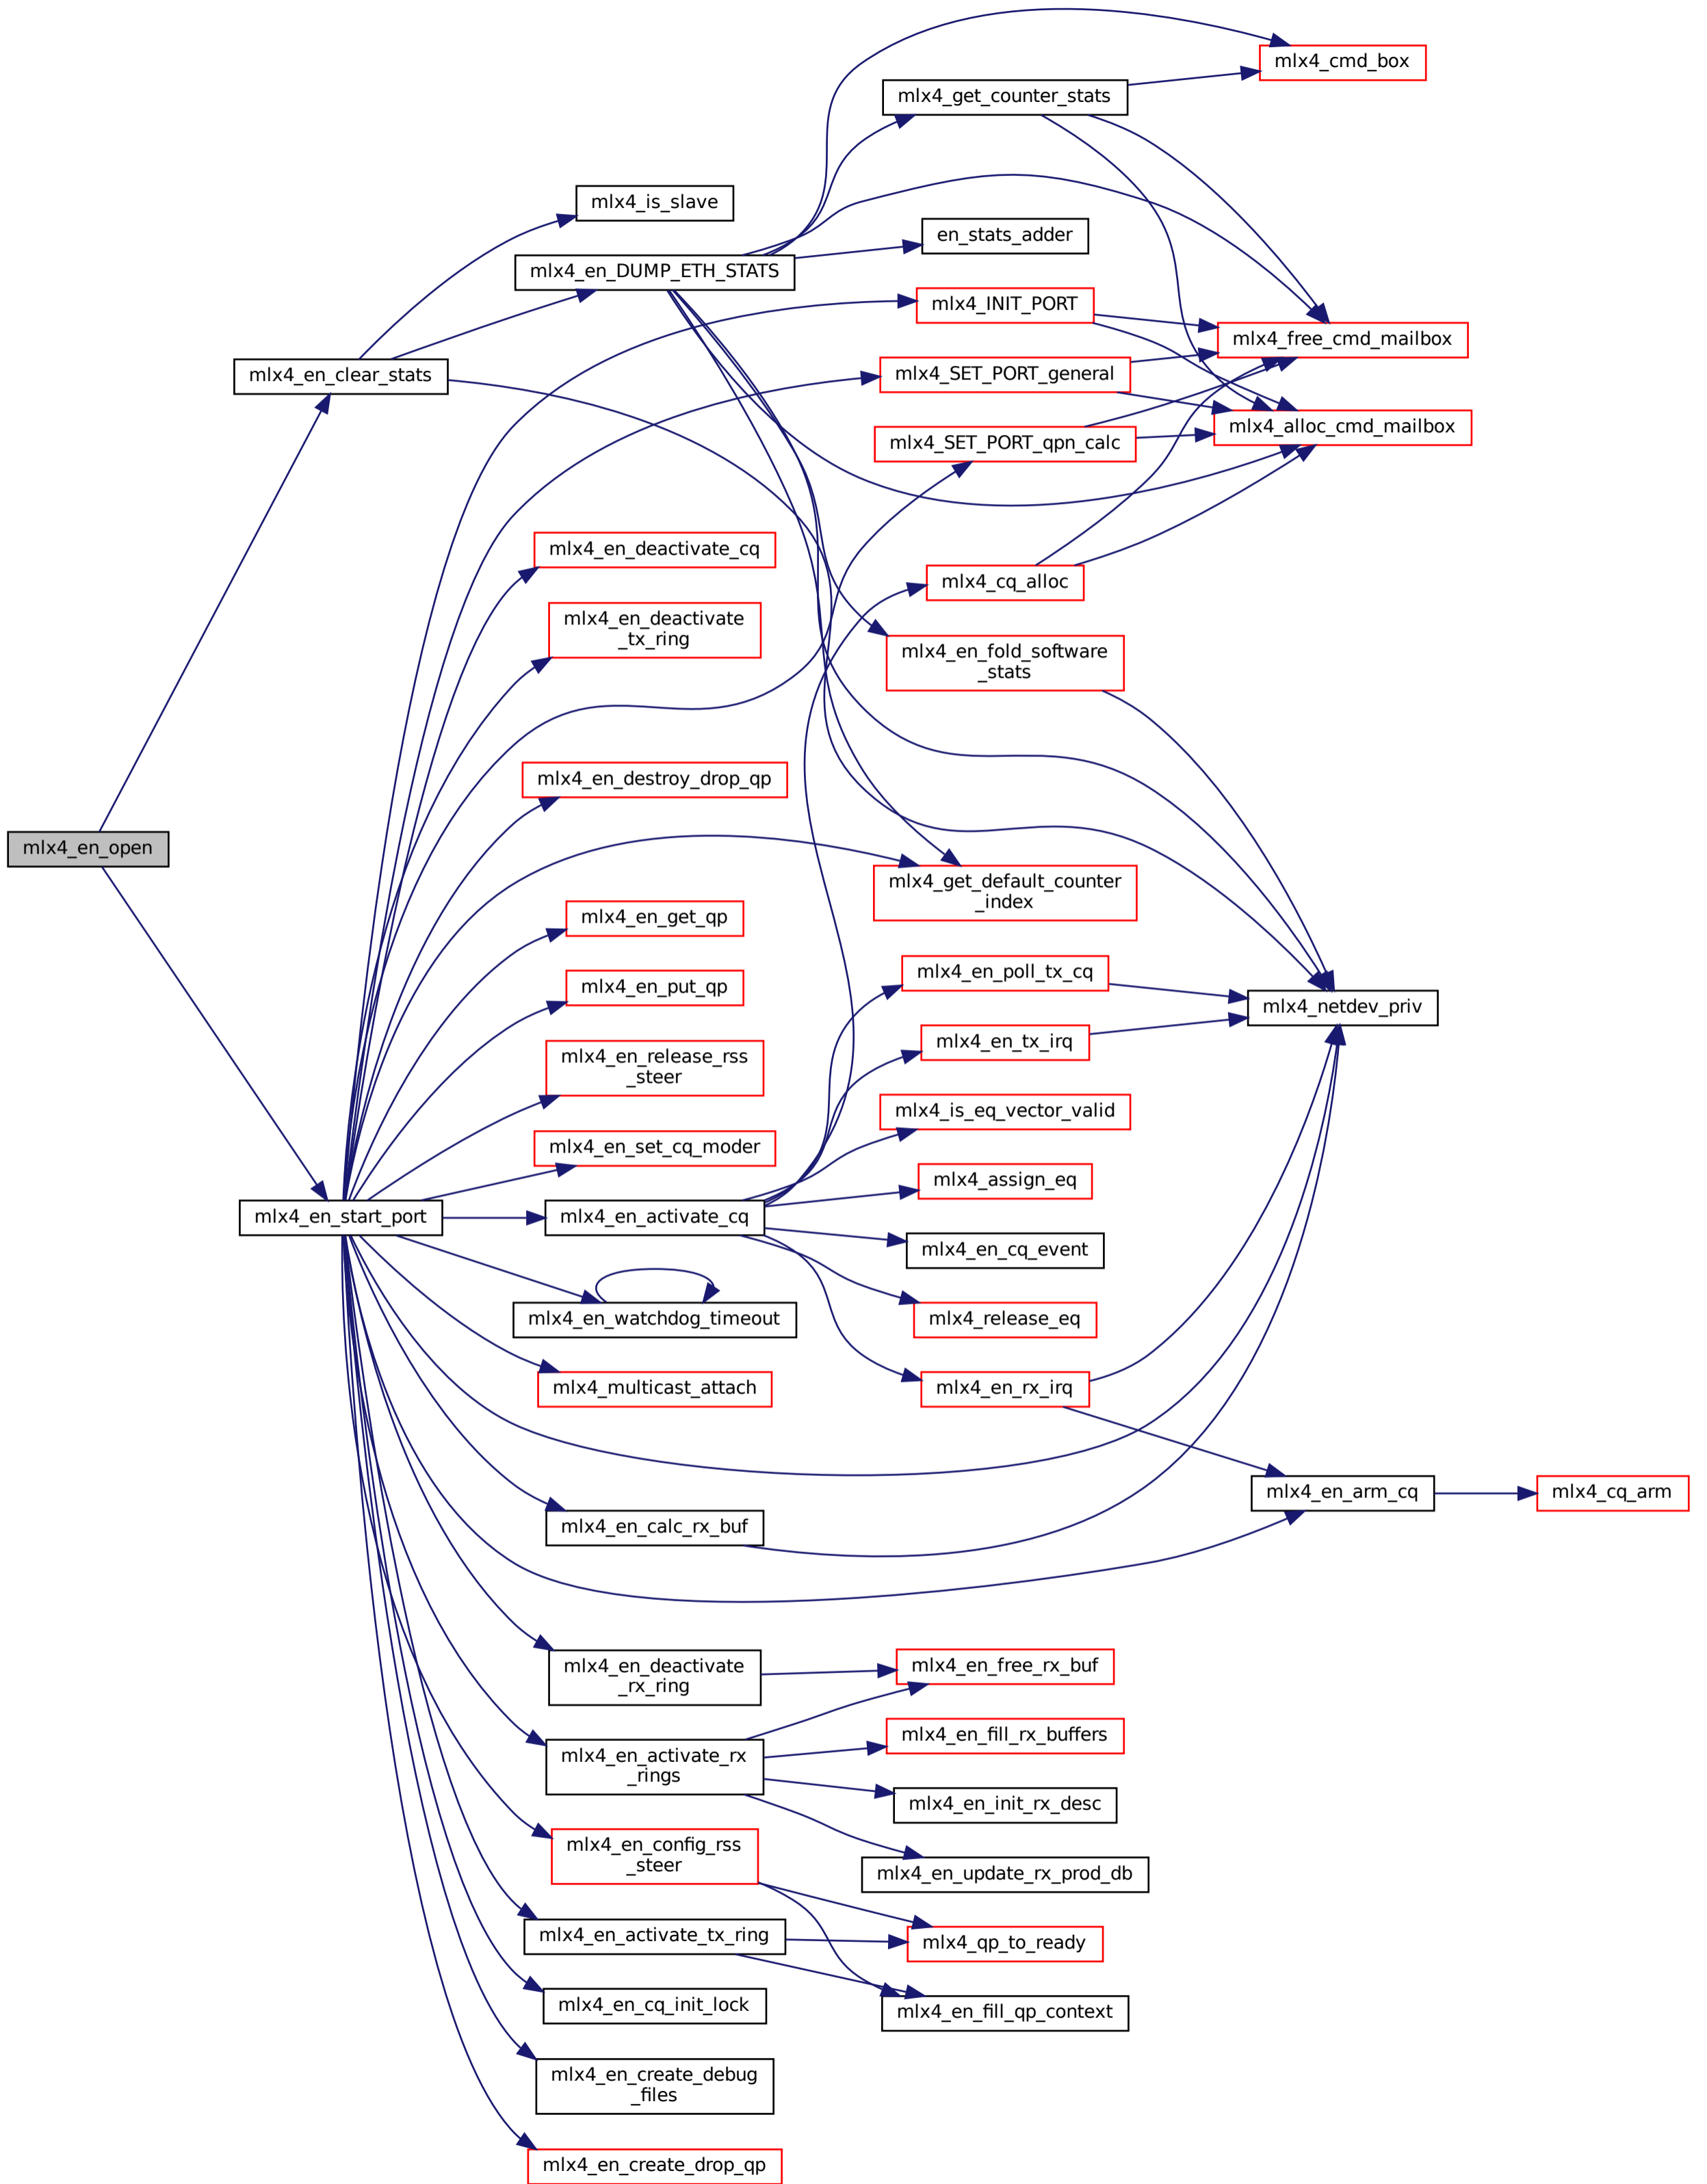 mlx4_cmd_box
mlx4_get_counter_stats
mlx4_is_slave
en_stats_adder
mlx4_en_DUMP_ETH_STATS
mlx4_INIT_PORT
mlx4_free_cmd_mailbox
mlx4_en_clear_stats
mlx4_SET_PORT_general
mlx4_alloc_cmd_mailbox
mlx4_SET_PORT_qpn_calc
mlx4_en_deactivate_cq
mlx4_cq_alloc
mlx4_en_deactivate
_tx_ring
mlx4_en_fold_software
_stats
mlx4_en_destroy_drop_qp
mlx4_en_open
mlx4_get_default_counter
_index
mlx4_en_get_qp
mlx4_en_poll_tx_cq
mlx4_en_put_qp
mlx4_netdev_priv
mlx4_en_tx_irq
mlx4_en_release_rss
_steer
mlx4_is_eq_vector_valid
mlx4_en_set_cq_moder
mlx4_assign_eq
mlx4_en_start_port
mlx4_en_activate_cq
mlx4_en_cq_event
mlx4_en_watchdog_timeout
mlx4_release_eq
mlx4_multicast_attach
mlx4_en_rx_irq
mlx4_en_arm_cq
mlx4_cq_arm
mlx4_en_calc_rx_buf
mlx4_en_deactivate
_rx_ring
mlx4_en_free_rx_buf
mlx4_en_fill_rx_buffers
mlx4_en_activate_rx
_rings
mlx4_en_init_rx_desc
mlx4_en_config_rss
_steer
mlx4_en_update_rx_prod_db
mlx4_en_activate_tx_ring
mlx4_qp_to_ready
mlx4_en_cq_init_lock
mlx4_en_fill_qp_context
mlx4_en_create_debug
_files
mlx4_en_create_drop_qp